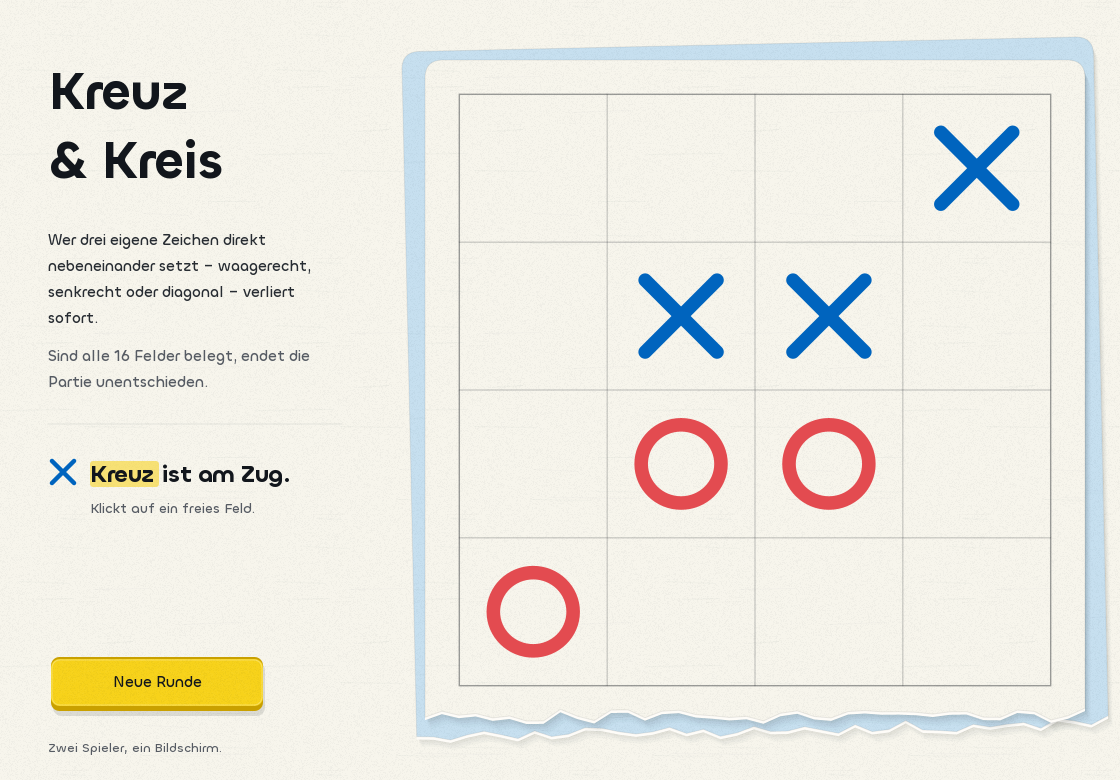 Kreuz
& Kreis
Wer drei eigene Zeichen direkt
nebeneinander setzt – waagerecht,
senkrecht oder diagonal – verliert
sofort.
Sind alle 16 Felder belegt, endet die
Partie unentschieden.
Kreuz ist am Zug.
Klickt auf ein freies Feld.
Neue Runde
Zwei Spieler, ein Bildschirm.